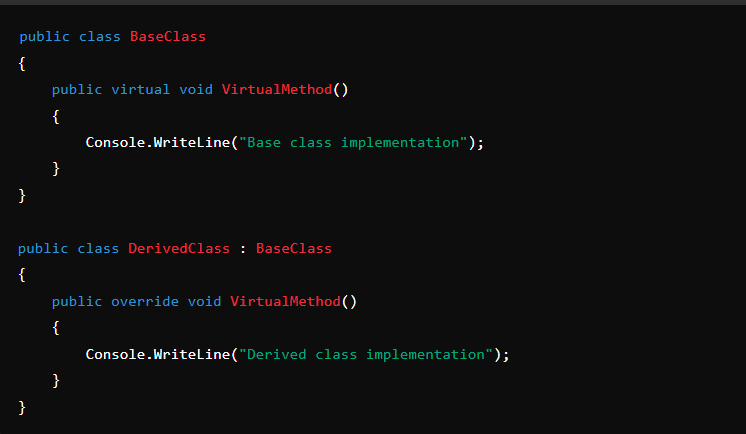 public class BaseClass
{
    public virtual void VirtualMethod()
    {
        Console.WriteLine("Base class implementation");
    }
}

public class DerivedClass : BaseClass
{
    public override void VirtualMethod()
    {
        Console.WriteLine("Derived class implementation");
    }
}